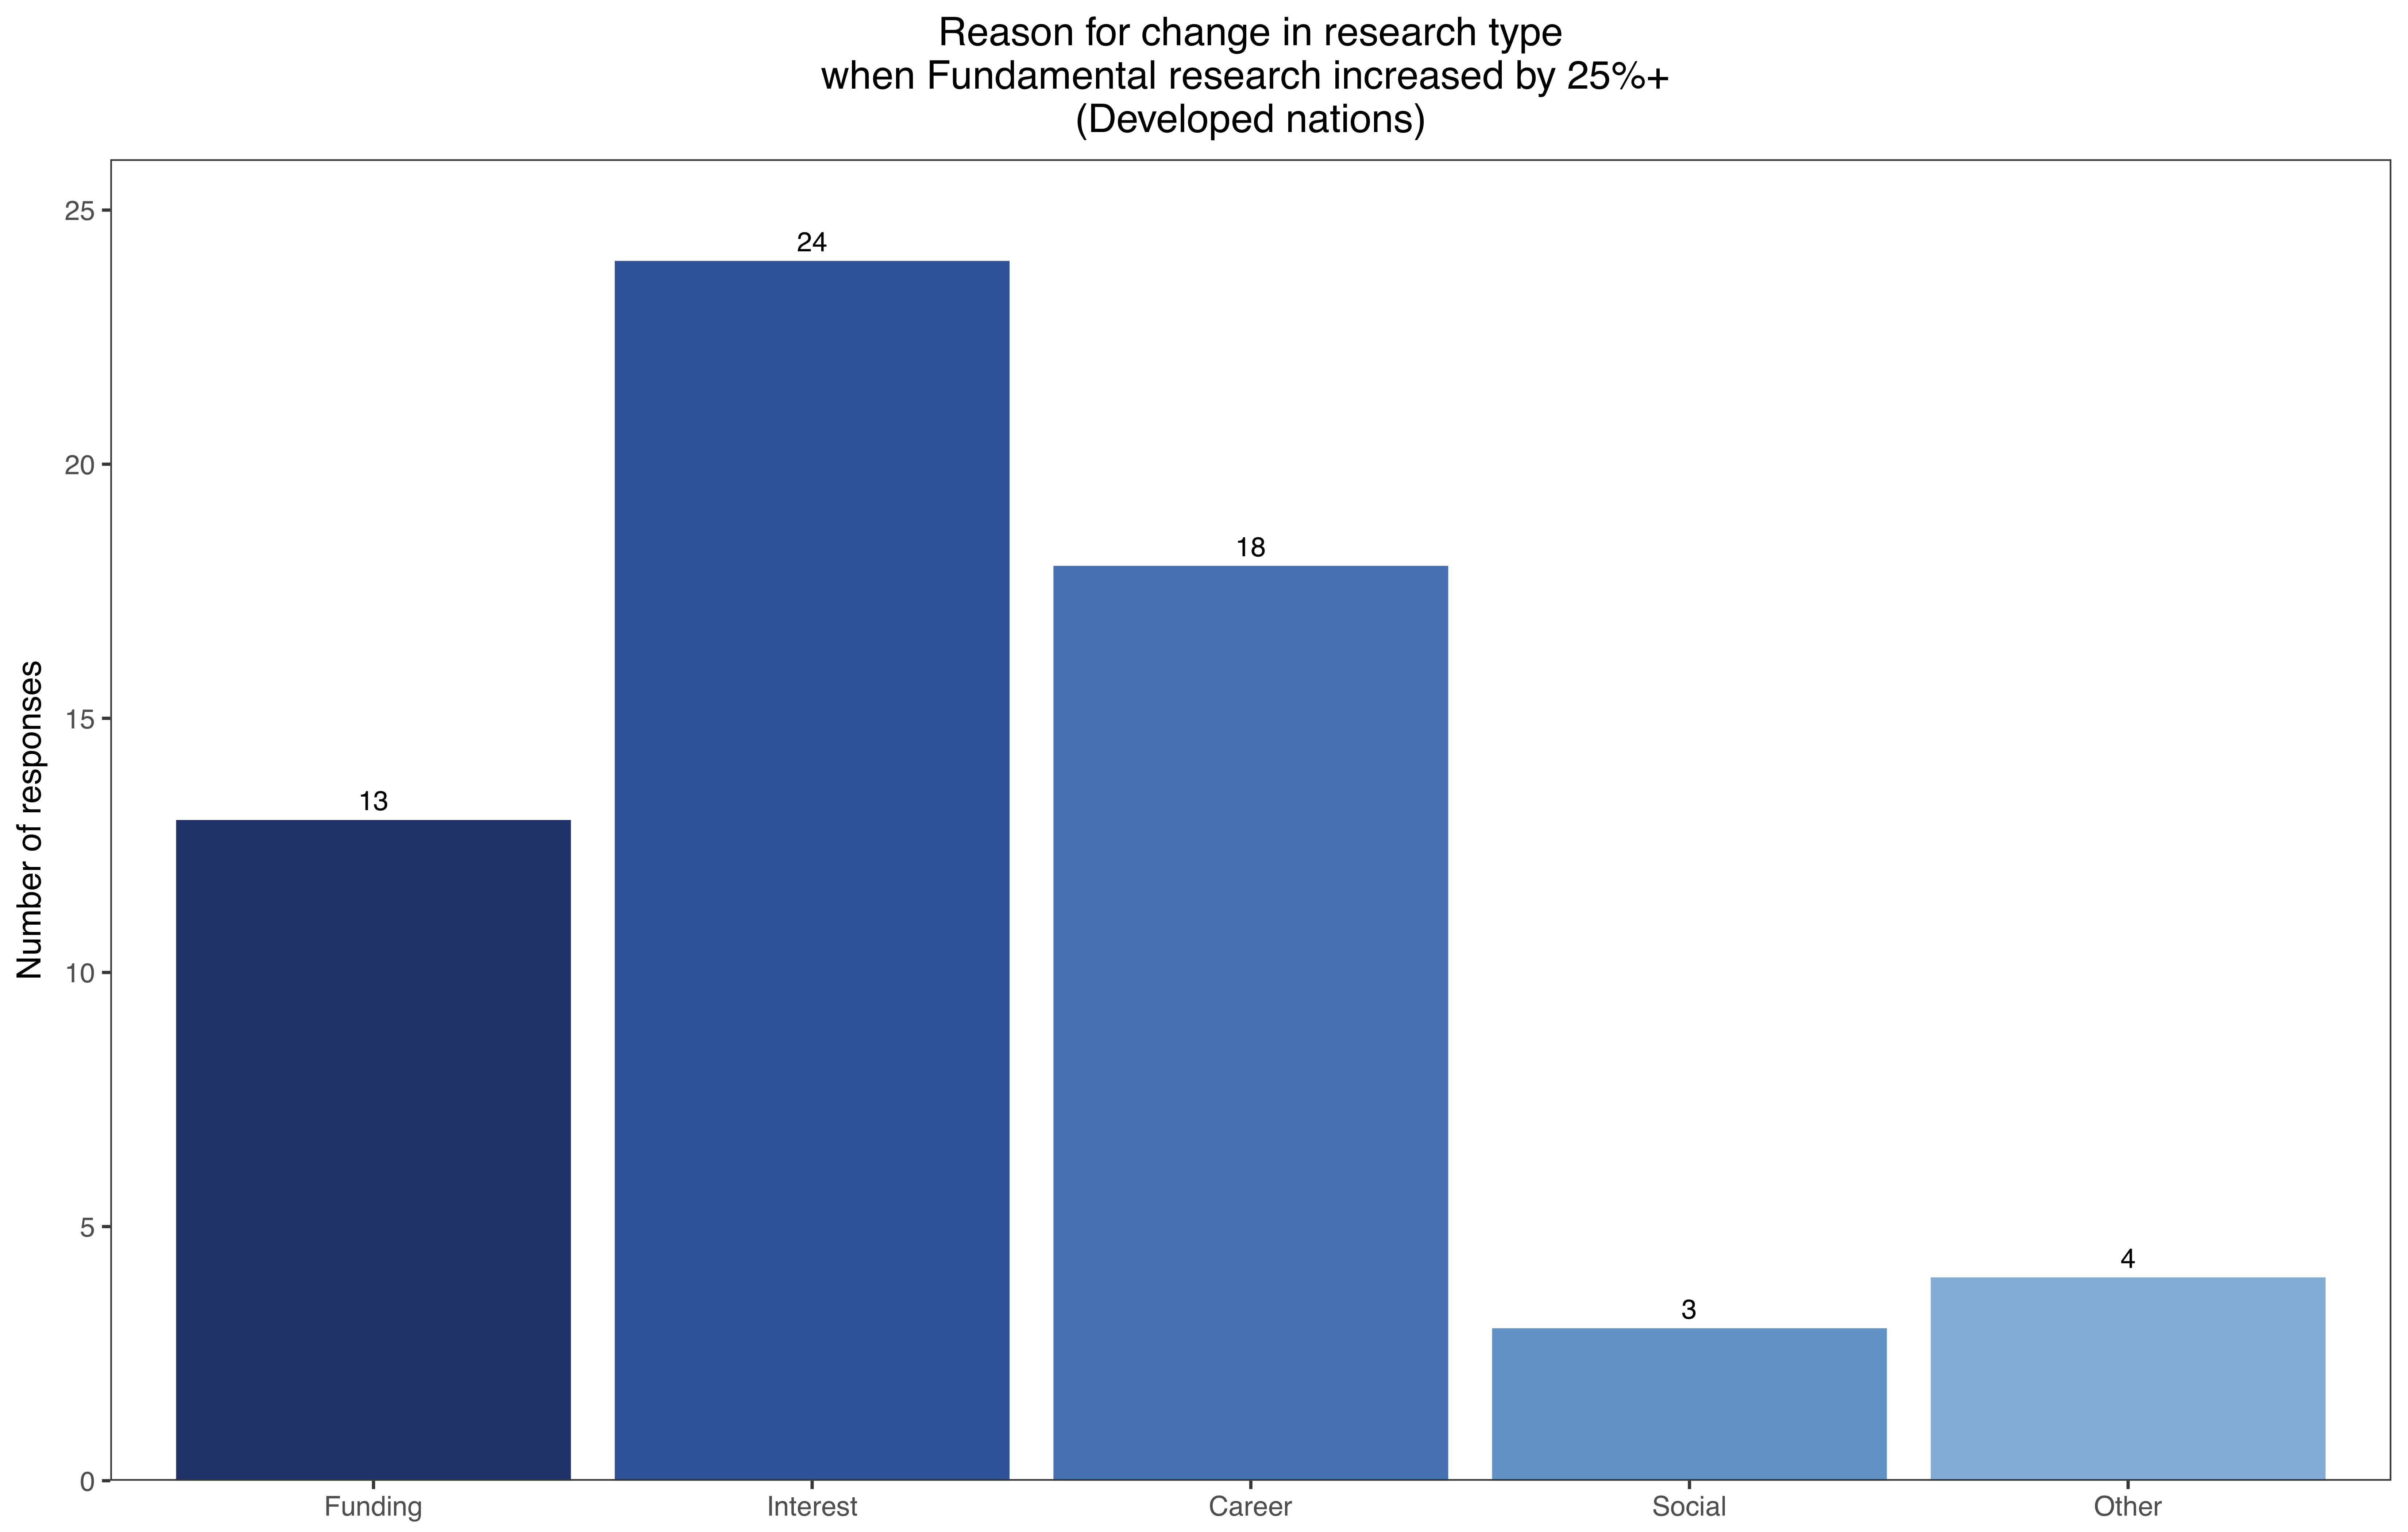 Reason for change in research type
when Fundamental research increased by 25%+
(Developed nations)
Number of responses
25
20
15
10
5
0
13
24
18
3
4
Funding
Interest
Career
Social
Other